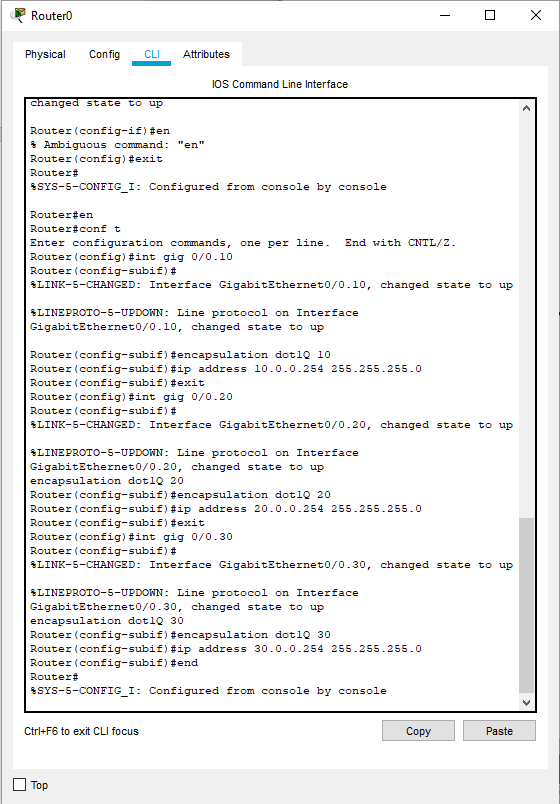 Router0
Physical Config CLI Attributes
IOS Command Line Interface
changed state to up
Router(config-if)#en
% Ambiguous command: "en"
Router(config)#exit
Router#
%SYS-5-CONFIG_I: Configured from console by console
Router#en
Router#conf t
Enter configuration commands, one per line.  End with CNTL/Z.
Router(config)#int gig 0/0.10
Router(config-subif)#
%LINK-5-CHANGED: Interface GigabitEthernet0/0.10, changed state to up
%LINEPROTO-5-UPDOWN: Line protocol on Interface
GigabitEthernet0/0.10, changed state to up
Router(config-subif)#encapsulation dot1Q 10
Router(config-subif)#ip address 10.0.0.254 255.255.255.0
Router(config-subif)#exit
Router(config)#int gig 0/0.20
Router(config-subif)#
%LINK-5-CHANGED: Interface GigabitEthernet0/0.20, changed state to up
%LINEPROTO-5-UPDOWN: Line protocol on Interface
GigabitEthernet0/0.20, changed state to up
encapsulation dot1Q 20
Router(config-subif)#encapsulation dot1Q 20
Router(config-subif)#ip address 20.0.0.254 255.255.255.0
Router(config-subif)#exit
Router(config)#int gig 0/0.30
Router(config-subif)#
%LINK-5-CHANGED: Interface GigabitEthernet0/0.30, changed state to up
%LINEPROTO-5-UPDOWN: Line protocol on Interface
GigabitEthernet0/0.30, changed state to up
encapsulation dot1Q 30
Router(config-subif)#encapsulation dot1Q 30
Router(config-subif)#ip address 30.0.0.254 255.255.255.0
Router(config-subif)#end
Router#
%SYS-5-CONFIG_I: Configured from console by console
Ctrl+F6 to exit CLI focus Copy Paste
Top